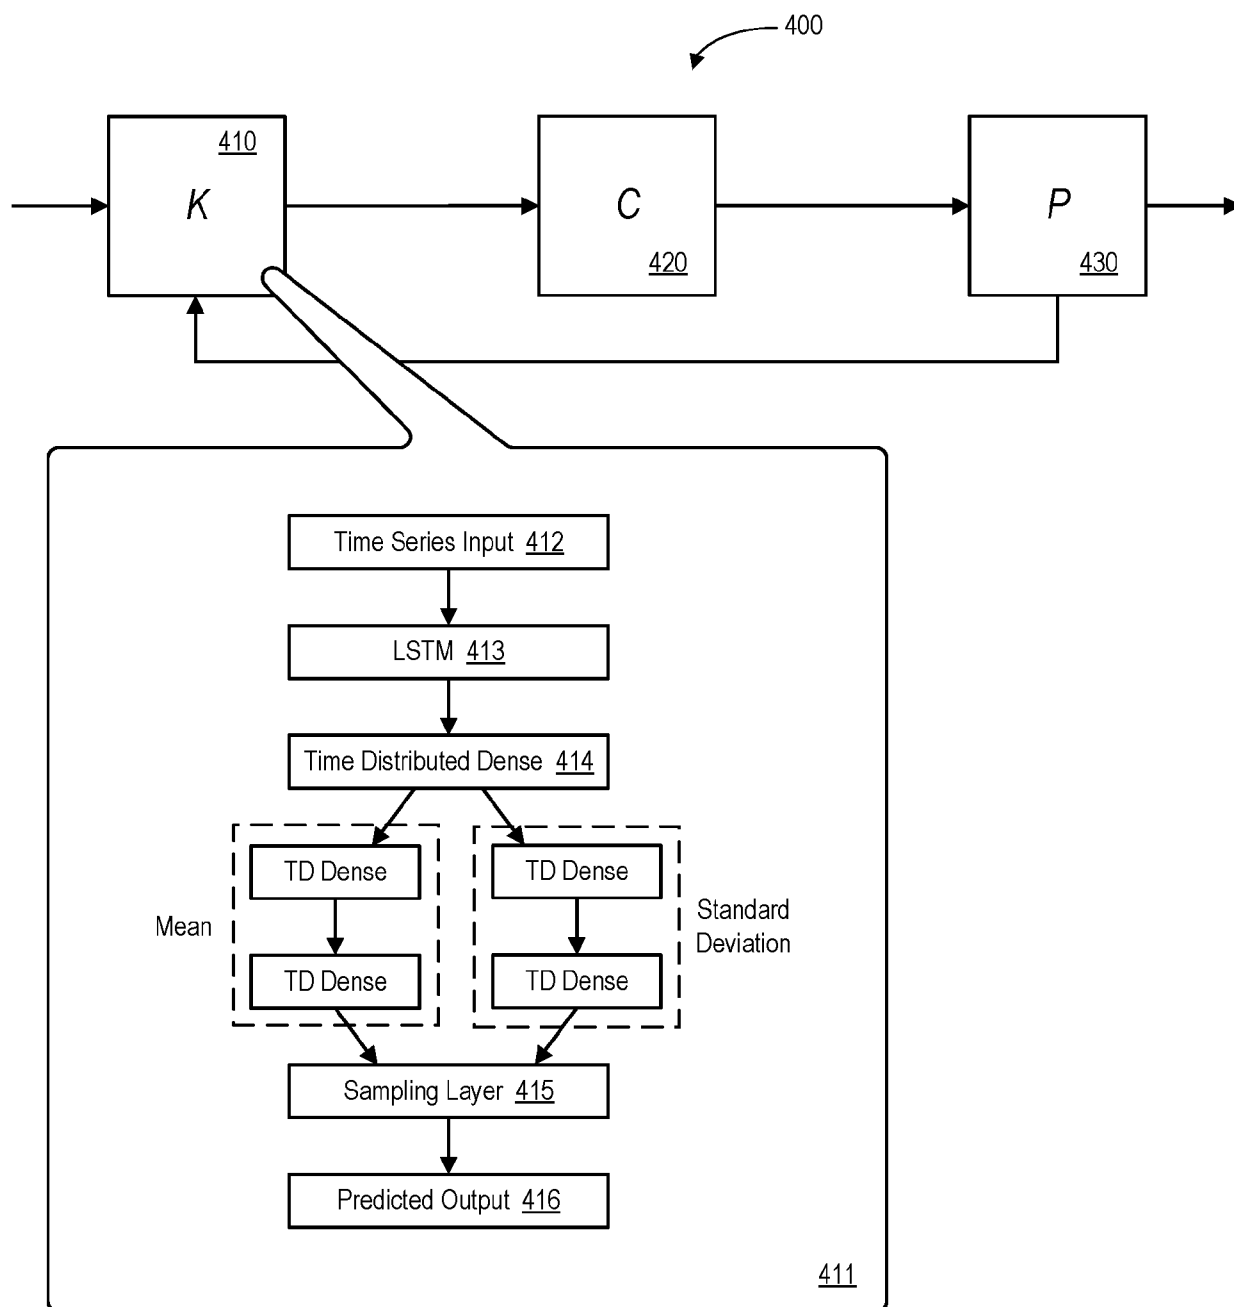 400
410
K
C
420
P
430
Time Series Input 412
LSTM 413
Time Distributed Dense 414
TD Dense
TD Dense
Mean
Standard
Deviation
TD Dense
TD Dense
Sampling Layer 415
Predicted Output 416
411